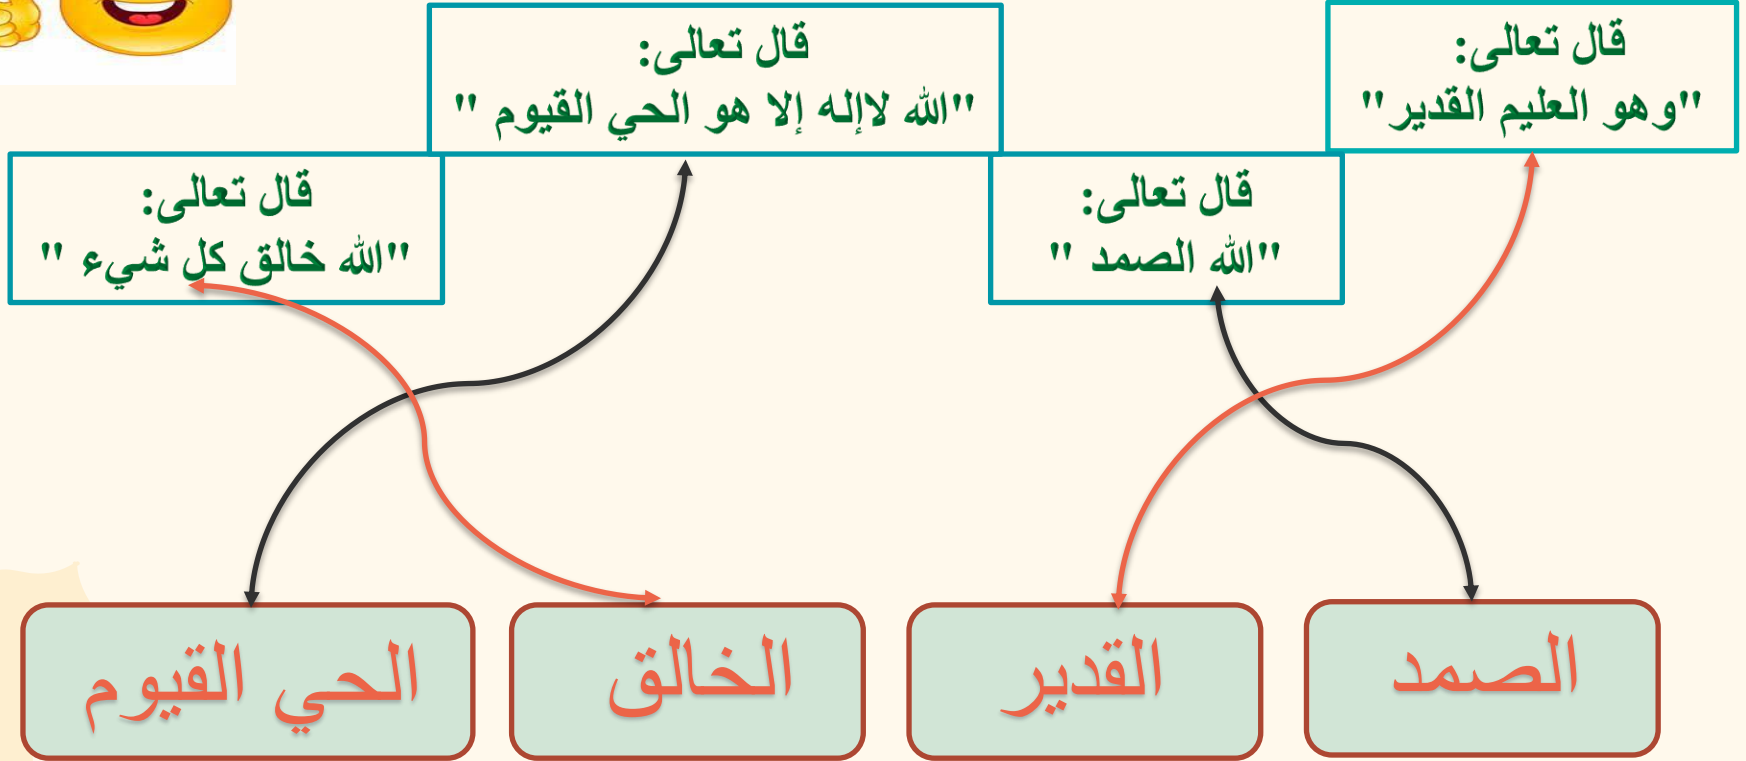 قال تعالى:
"وهو العليم القدير"
قال تعالى:
"الله لاإله إلا هو الحي القيوم "
قال تعالى:
"الله الصمد "
قال تعالى:
"الله خالق كل شيء "
الصمد
القدير
الخالق
الحي القيوم